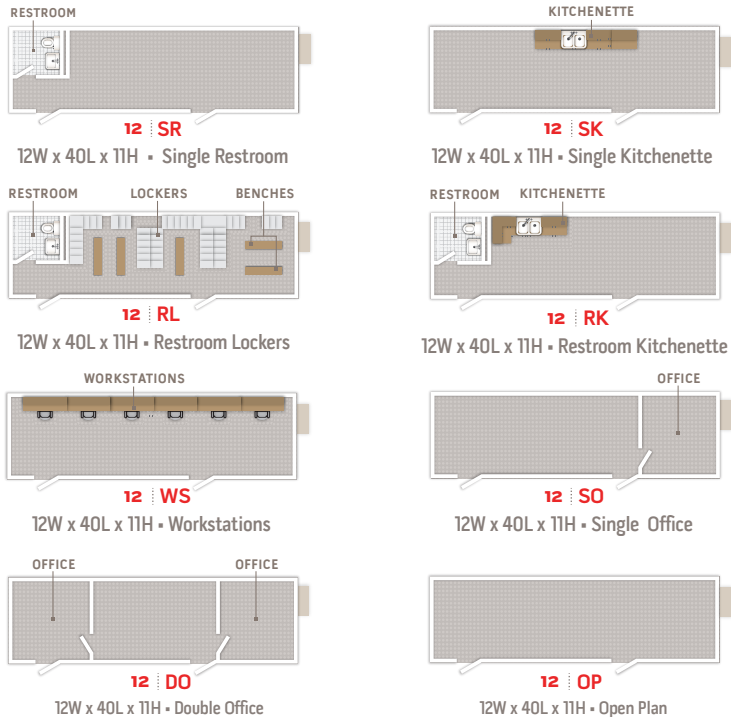 RESTROOM
12 SR
12W x 40L x 11H ▪ Single Restroom
KITCHENETTE
12 SK
12W x 40L x 11H ▪ Single Kitchenette
RESTROOM LOCKERS BENCHES
12 RL
12W x 40L x 11H ▪ Restroom Lockers
RESTROOM KITCHENETTE
12 RK
12W x 40L x 11H ▪ Restroom Kitchenette
WORKSTATIONS
12 WS
12W x 40L x 11H ▪ Workstations
OFFICE
12 SO
12W x 40L x 11H ▪ Single Office
OFFICE OFFICE
12 DO
12W x 40L x 11H ▪ Double Office
12 OP
12W x 40L x 11H ▪ Open Plan